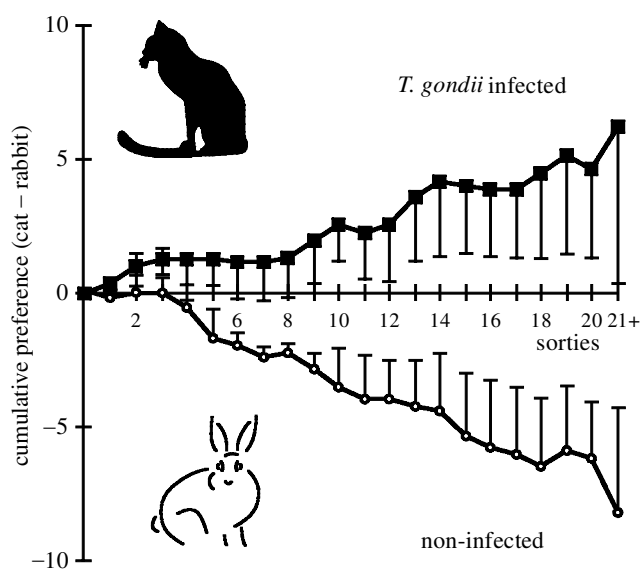 10
T. gondii infected
5
cumulative preference (cat – rabbit)
0
2 6 8 10 12 14 16 18 20 21+
sorties
–5
non-infected
–10